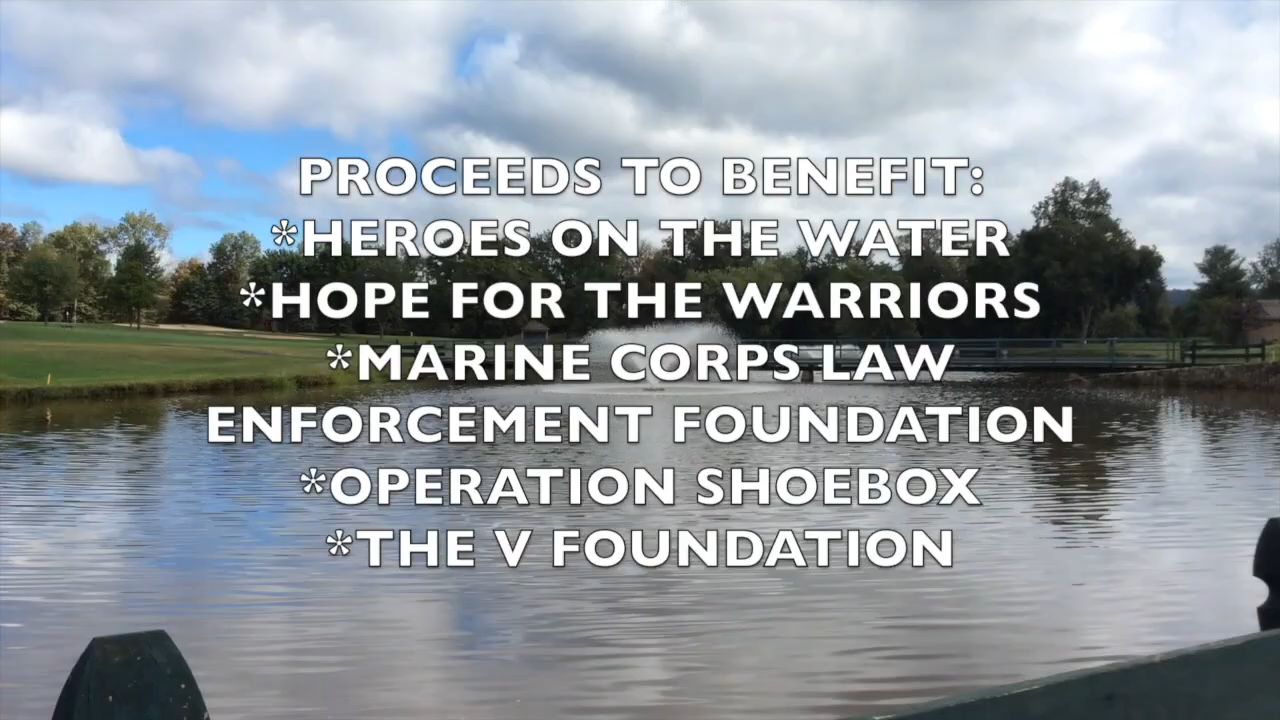 PROCEEDS TO BENEFIT:
*HEROES ON THE WATER
*HOPE FOR THE WARRIORS
*MARINE CORPS LAW
ENFORCEMENT FOUNDATION
*OPERATION SHOEBOX
*THE V FOUNDATION